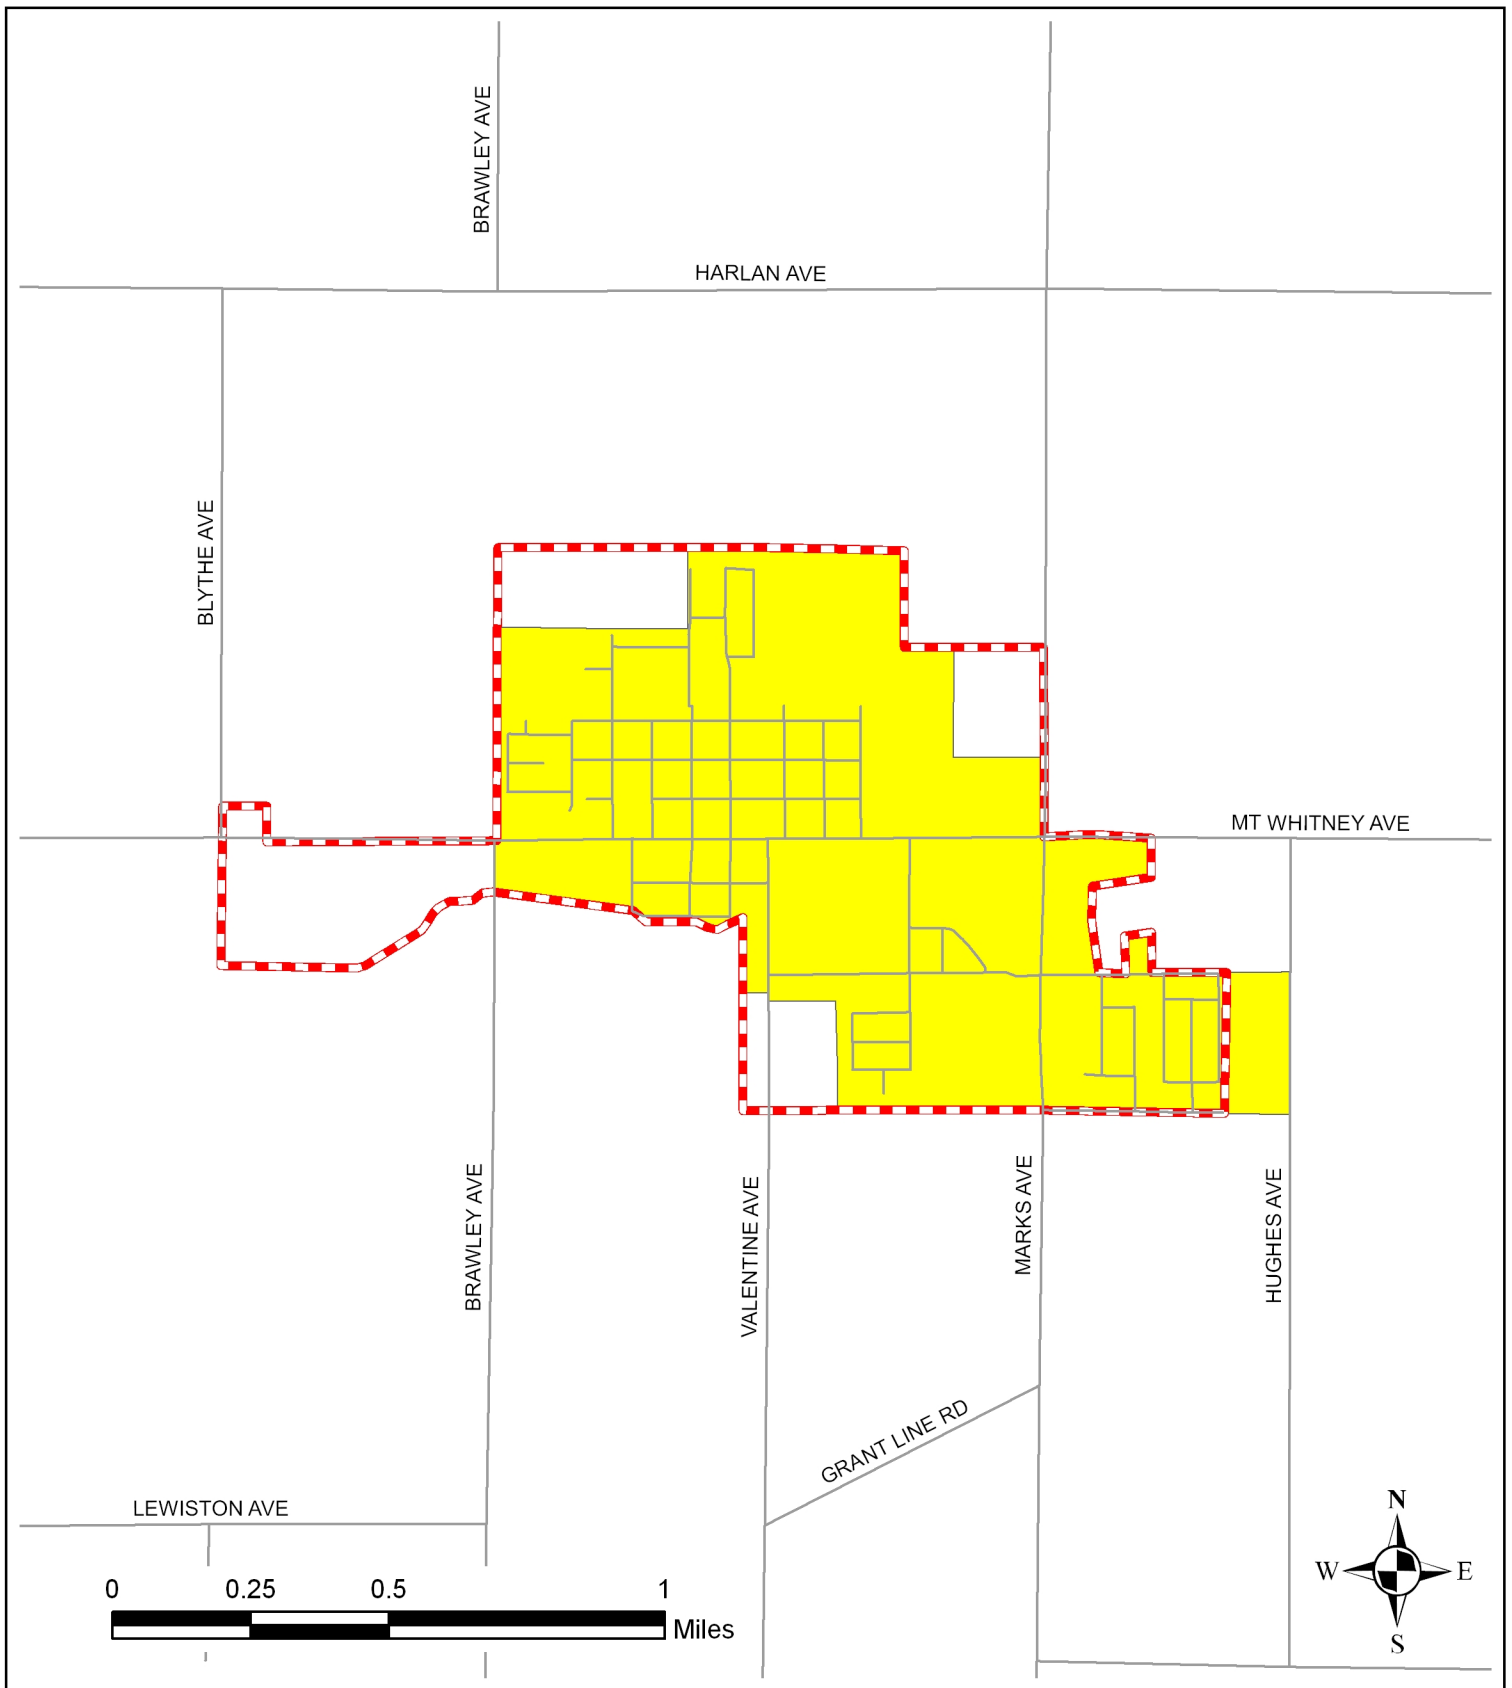 BRAWLEY AVE
HARLAN AVE
BLYTHE AVE
MT WHITNEY AVE
BRAWLEY AVE
VALENTINE AVE
MARKS AVE
HUGHES AVE
GRANT LINE RD
LEWISTON AVE
0 0.25 0.5 1
Miles
N
W E
S